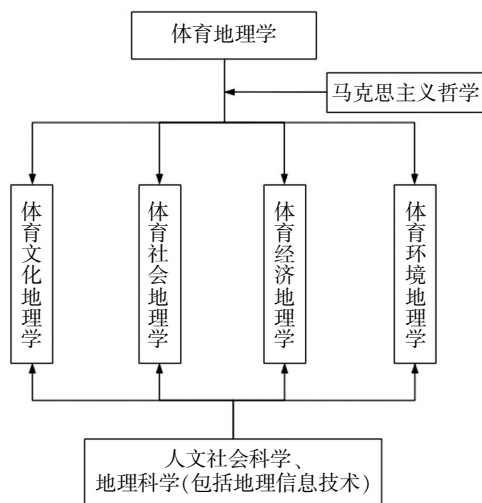 体育地理学
马克思主义哲学
体育文化地理学
体育社会地理学
体育经济地理学
体育环境地理学
人文社会科学、
地理科学(包括地理信息技术)